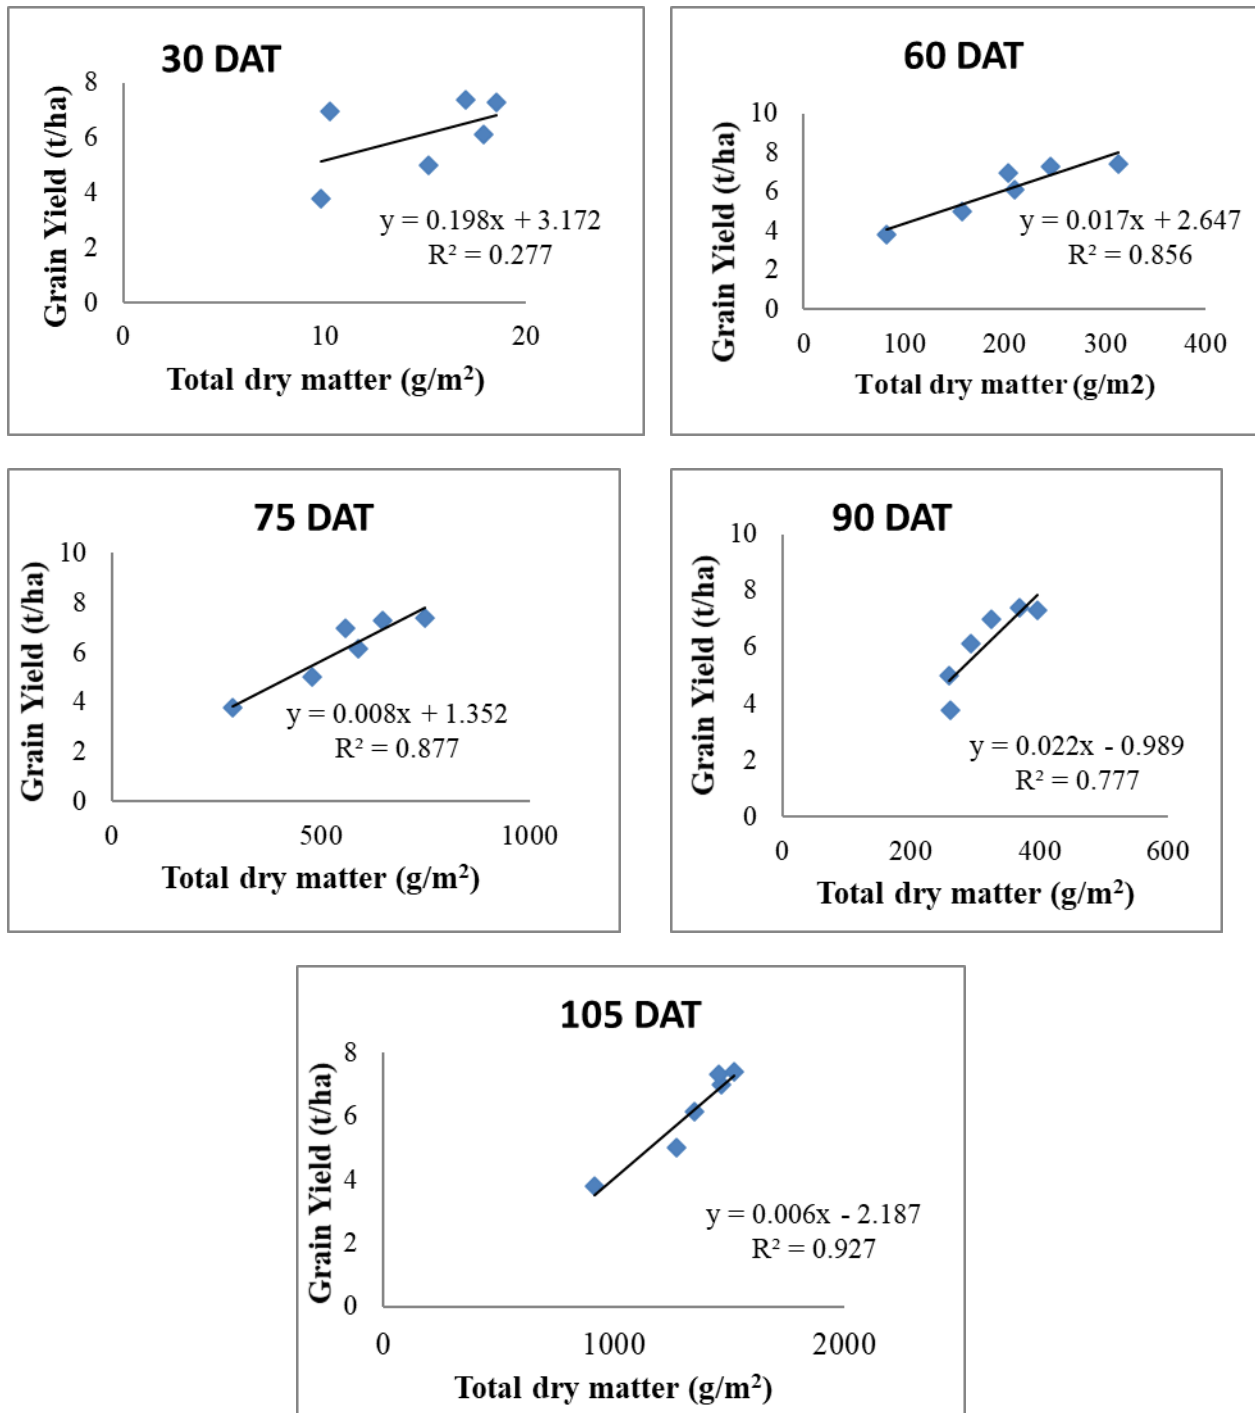 30 DAT
Grain Yield (t/ha)
8
6
4
2
0
y = 0.198x + 3.172
R² = 0.277
0 10 20
Total dry matter (g/m²)
60 DAT
Grain Yield (t/ha)
10
8
6
4
2
0
y = 0.017x + 2.647
R² = 0.856
0 100 200 300 400
Total dry matter (g/m2)
75 DAT
Grain Yield (t/ha)
10
8
6
4
2
0
y = 0.008x + 1.352
R² = 0.877
0 500 1000
Total dry matter (g/m²)
90 DAT
Grain Yield (t/ha)
10
8
6
4
2
0
y = 0.022x - 0.989
R² = 0.777
0 200 400 600
Total dry matter (g/m²)
105 DAT
Grain Yield (t/ha)
8
6
4
2
0
y = 0.006x - 2.187
R² = 0.927
0 1000 2000
Total dry matter (g/m²)